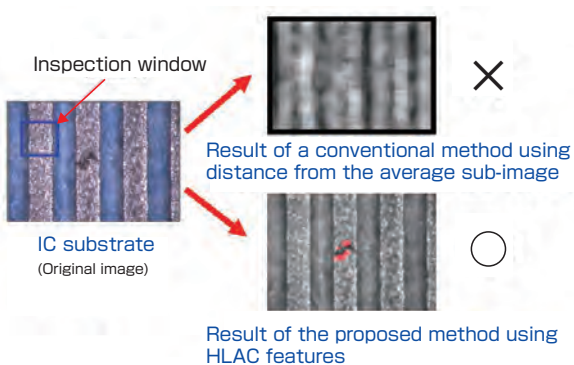 Inspection window
Result of a conventional method using
distance from the average sub-image
IC substrate
(Original image)
Result of the proposed method using
HLAC features